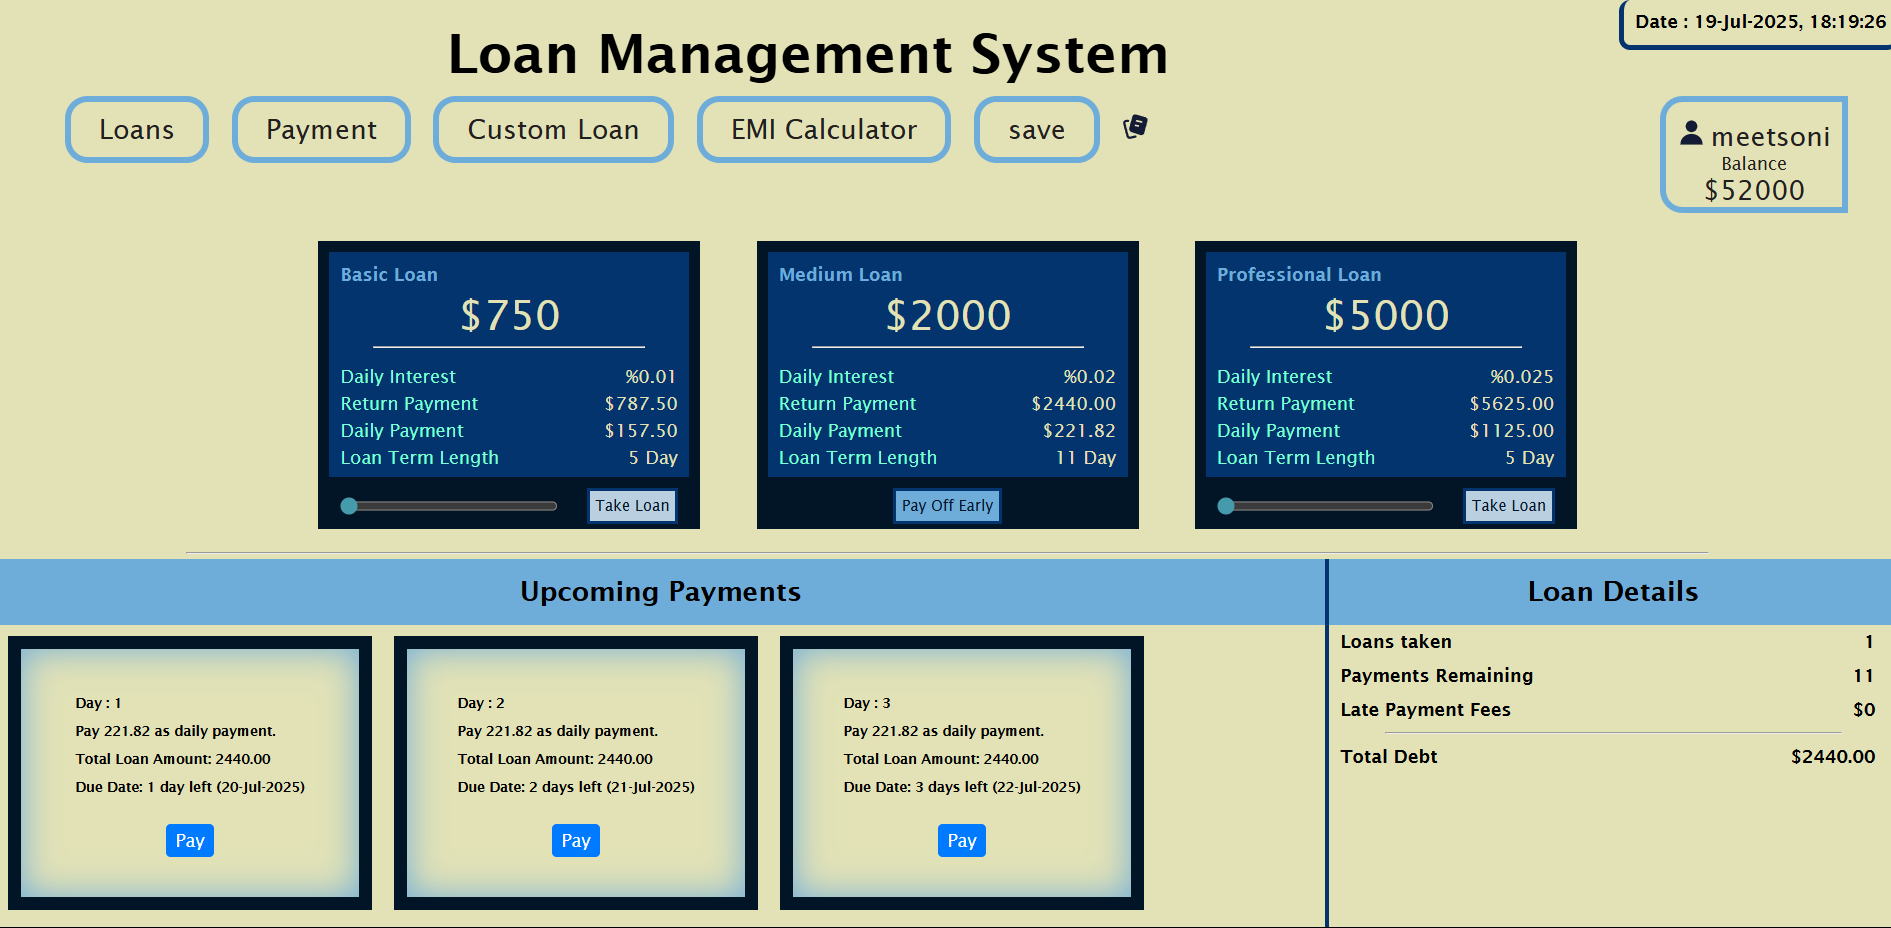 Date : 19-Jul-2025, 18:19:26
Loan Management System
Loans
Payment
Custom Loan
EMI Calculator
save
meetsoni
Balance
$52000
Basic Loan
$750
Daily Interest %0.01
Return Payment $787.50
Daily Payment $157.50
Loan Term Length 5 Day
Take Loan
Medium Loan
$2000
Daily Interest %0.02
Return Payment $2440.00
Daily Payment $221.82
Loan Term Length 11 Day
Pay Off Early
Professional Loan
$5000
Daily Interest %0.025
Return Payment $5625.00
Daily Payment $1125.00
Loan Term Length 5 Day
Take Loan
Upcoming Payments
Day : 1
Pay 221.82 as daily payment.
Total Loan Amount: 2440.00
Due Date: 1 day left (20-Jul-2025)
Pay
Day : 2
Pay 221.82 as daily payment.
Total Loan Amount: 2440.00
Due Date: 2 days left (21-Jul-2025)
Pay
Day : 3
Pay 221.82 as daily payment.
Total Loan Amount: 2440.00
Due Date: 3 days left (22-Jul-2025)
Pay
Loan Details
Loans taken 1
Payments Remaining 11
Late Payment Fees $0
Total Debt $2440.00